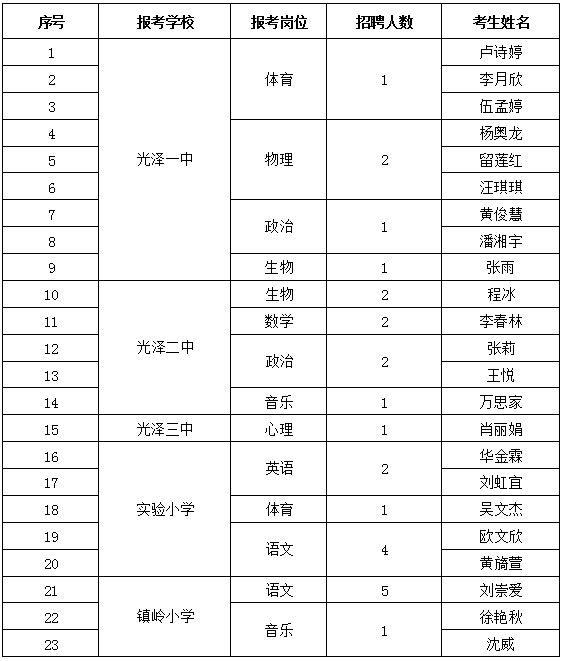 序号 报考学校 报考岗位 招聘人数 考生姓名
1 光泽一中 体育 1 卢诗婷
2 李月欣
3 伍孟婷
4 物理 2 杨奥龙
5 留莲红
6 汪琪琪
7 政治 1 黄俊慧
8 潘湘宇
9 生物 1 张雨
10 光泽二中 生物 2 程冰
11 数学 2 李春林
12 政治 2 张莉
13 王悦
14 音乐 1 万思家
15 光泽三中 心理 1 肖丽娟
16 实验小学 英语 2 华金霖
17 刘虹宜
18 体育 1 吴文杰
19 语文 4 欧文欣
20 黄旖萱
21 镇岭小学 语文 5 刘崇爱
22 音乐 1 徐艳秋
23 沈威